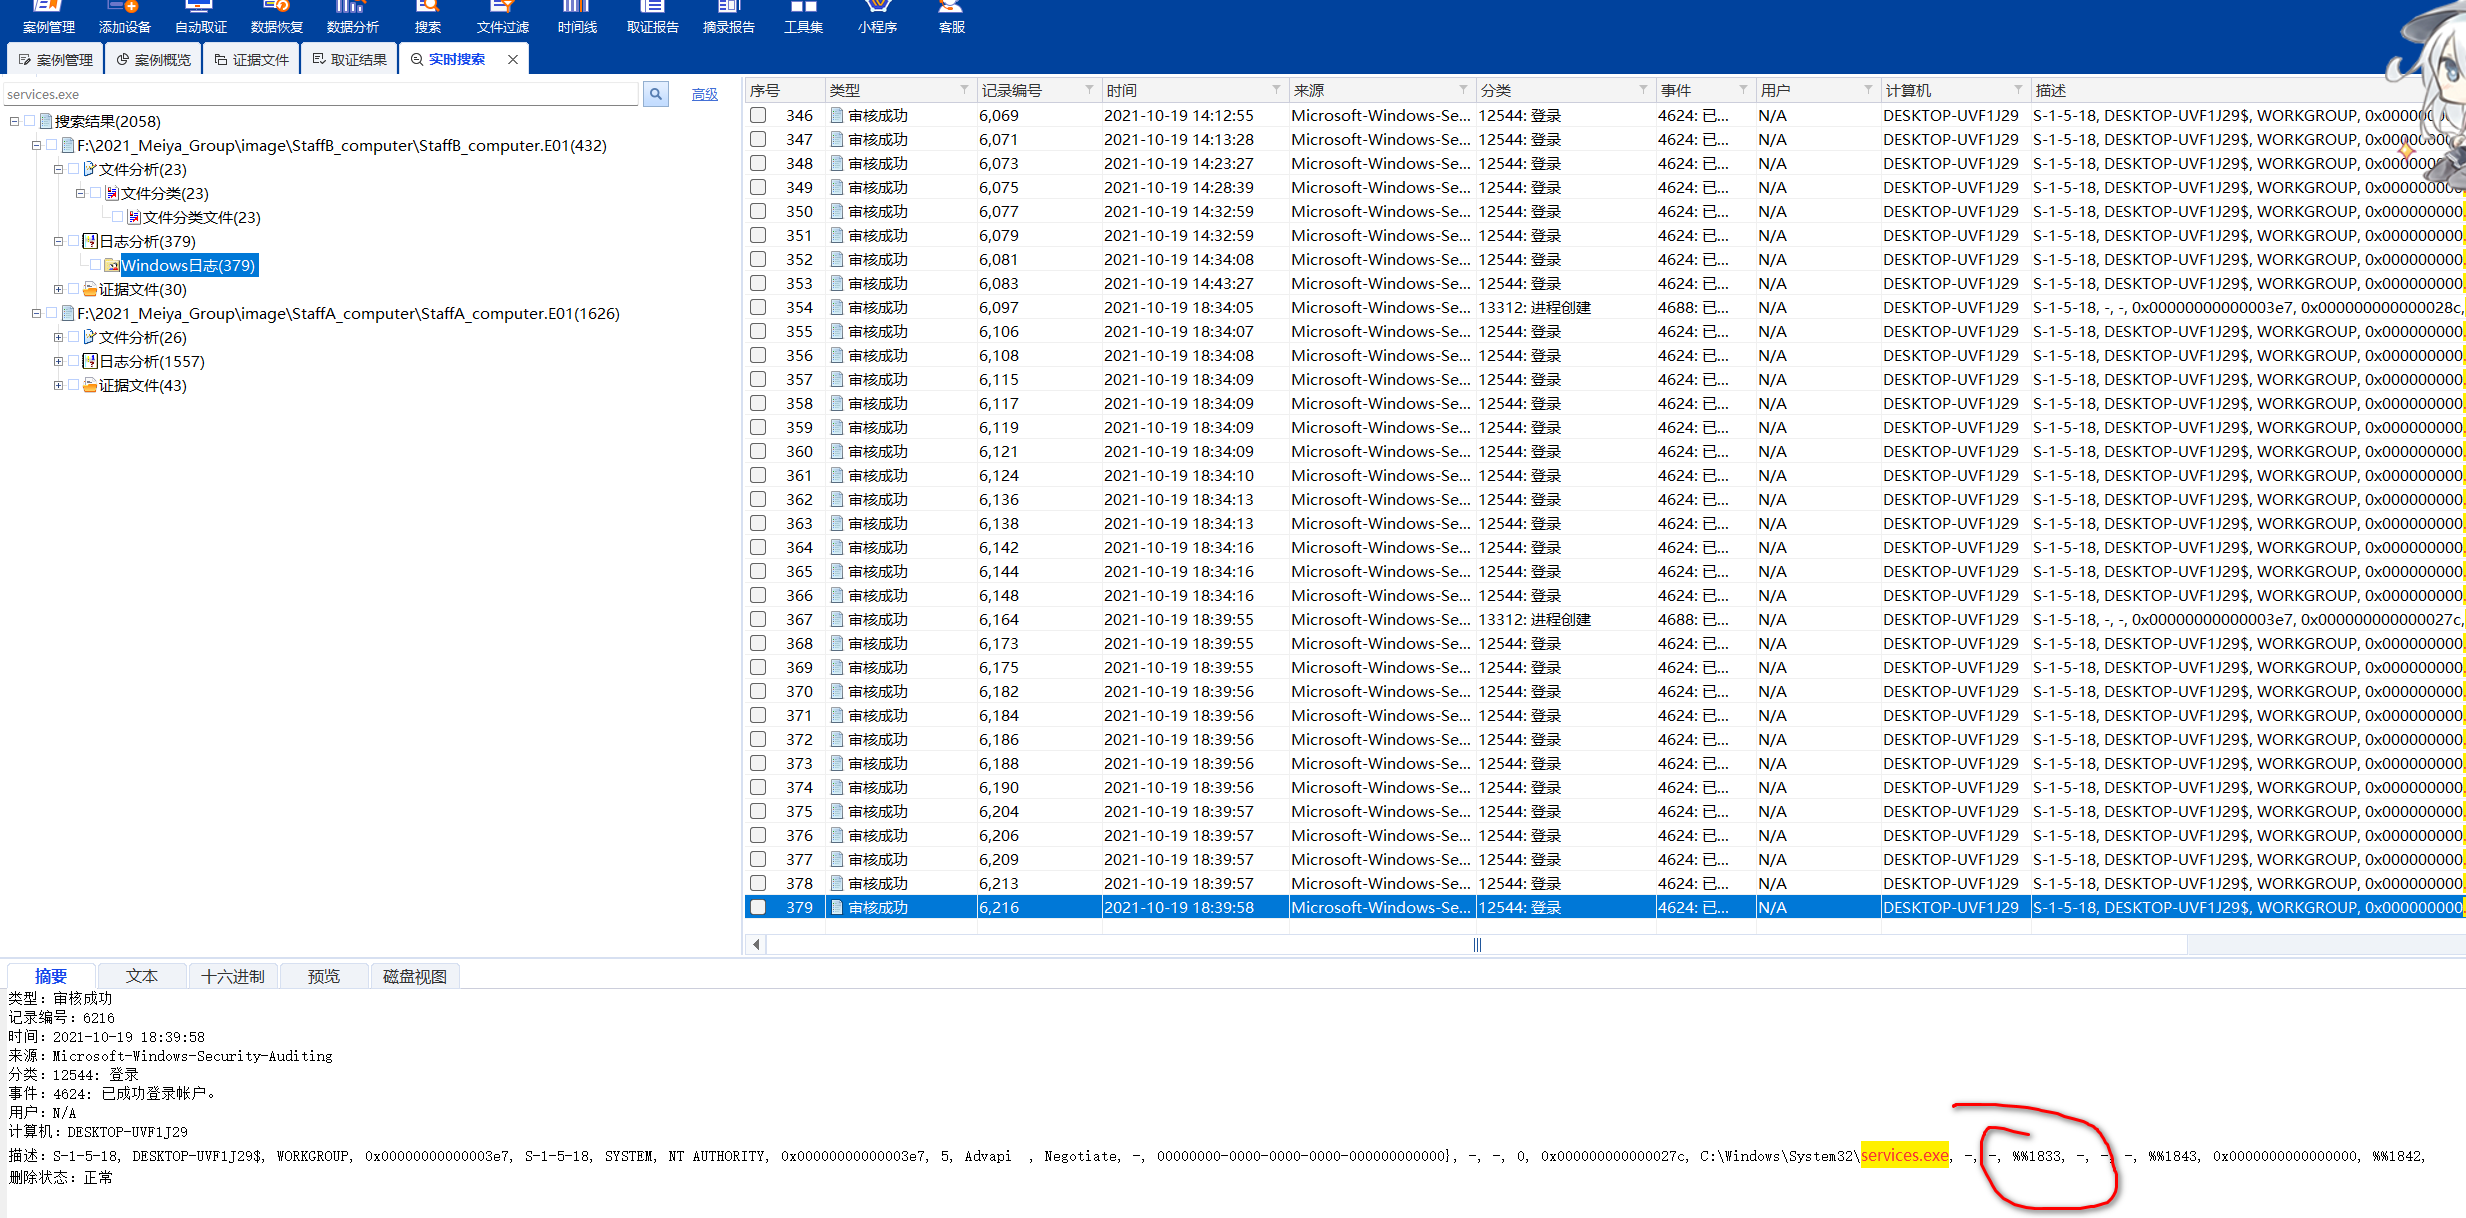 案例管理 添加设备 自动取证 数据恢复 数据分析 搜索 文件过滤 时间线 取证报告 摘录报告 工具集 小程序 客服
案例管理 案例概览 证据文件 取证结果 实时搜索
services.exe 高级
搜索结果(2058)
F:\2021_Meiya_Group\image\StaffB_computer\StaffB_computer.E01(432)
文件分析(23)
文件分类(23)
文件分类文件(23)
日志分析(379)
Windows日志(379)
证据文件(30)
F:\2021_Meiya_Group\image\StaffA_computer\StaffA_computer.E01(1626)
文件分析(26)
日志分析(1557)
证据文件(43)
序号 类型 记录编号 时间 来源 分类 事件 用户 计算机 描述
346 审核成功 6,069 2021-10-19 14:12:55 Microsoft-Windows-Se... 12544: 登录 4624: 已... N/A DESKTOP-UVF1J29 S-1-5-18, DESKTOP-UVF1J29$, WORKGROUP, 0x00000
347 审核成功 6,071 2021-10-19 14:13:28 Microsoft-Windows-Se... 12544: 登录 4624: 已... N/A DESKTOP-UVF1J29 S-1-5-18, DESKTOP-UVF1J29$, WORKGROUP, 0x00000
348 审核成功 6,073 2021-10-19 14:23:27 Microsoft-Windows-Se... 12544: 登录 4624: 已... N/A DESKTOP-UVF1J29 S-1-5-18, DESKTOP-UVF1J29$, WORKGROUP, 0x00000
349 审核成功 6,075 2021-10-19 14:28:39 Microsoft-Windows-Se... 12544: 登录 4624: 已... N/A DESKTOP-UVF1J29 S-1-5-18, DESKTOP-UVF1J29$, WORKGROUP, 0x000000000
350 审核成功 6,077 2021-10-19 14:32:59 Microsoft-Windows-Se... 12544: 登录 4624: 已... N/A DESKTOP-UVF1J29 S-1-5-18, DESKTOP-UVF1J29$, WORKGROUP, 0x000000000
351 审核成功 6,079 2021-10-19 14:32:59 Microsoft-Windows-Se... 12544: 登录 4624: 已... N/A DESKTOP-UVF1J29 S-1-5-18, DESKTOP-UVF1J29$, WORKGROUP, 0x000000000
352 审核成功 6,081 2021-10-19 14:34:08 Microsoft-Windows-Se... 12544: 登录 4624: 已... N/A DESKTOP-UVF1J29 S-1-5-18, DESKTOP-UVF1J29$, WORKGROUP, 0x000000000
353 审核成功 6,083 2021-10-19 14:43:27 Microsoft-Windows-Se... 12544: 登录 4624: 已... N/A DESKTOP-UVF1J29 S-1-5-18, DESKTOP-UVF1J29$, WORKGROUP, 0x000000000
354 审核成功 6,097 2021-10-19 18:34:05 Microsoft-Windows-Se... 13312: 进程创建 4688: 已... N/A DESKTOP-UVF1J29 S-1-5-18, -, -, 0x00000000000003e7, 0x000000000000028c,
355 审核成功 6,106 2021-10-19 18:34:07 Microsoft-Windows-Se... 12544: 登录 4624: 已... N/A DESKTOP-UVF1J29 S-1-5-18, DESKTOP-UVF1J29$, WORKGROUP, 0x000000000
356 审核成功 6,108 2021-10-19 18:34:08 Microsoft-Windows-Se... 12544: 登录 4624: 已... N/A DESKTOP-UVF1J29 S-1-5-18, DESKTOP-UVF1J29$, WORKGROUP, 0x000000000
357 审核成功 6,115 2021-10-19 18:34:09 Microsoft-Windows-Se... 12544: 登录 4624: 已... N/A DESKTOP-UVF1J29 S-1-5-18, DESKTOP-UVF1J29$, WORKGROUP, 0x000000000
358 审核成功 6,117 2021-10-19 18:34:09 Microsoft-Windows-Se... 12544: 登录 4624: 已... N/A DESKTOP-UVF1J29 S-1-5-18, DESKTOP-UVF1J29$, WORKGROUP, 0x000000000
359 审核成功 6,119 2021-10-19 18:34:09 Microsoft-Windows-Se... 12544: 登录 4624: 已... N/A DESKTOP-UVF1J29 S-1-5-18, DESKTOP-UVF1J29$, WORKGROUP, 0x000000000
360 审核成功 6,121 2021-10-19 18:34:09 Microsoft-Windows-Se... 12544: 登录 4624: 已... N/A DESKTOP-UVF1J29 S-1-5-18, DESKTOP-UVF1J29$, WORKGROUP, 0x000000000
361 审核成功 6,124 2021-10-19 18:34:10 Microsoft-Windows-Se... 12544: 登录 4624: 已... N/A DESKTOP-UVF1J29 S-1-5-18, DESKTOP-UVF1J29$, WORKGROUP, 0x000000000
362 审核成功 6,136 2021-10-19 18:34:13 Microsoft-Windows-Se... 12544: 登录 4624: 已... N/A DESKTOP-UVF1J29 S-1-5-18, DESKTOP-UVF1J29$, WORKGROUP, 0x000000000
363 审核成功 6,138 2021-10-19 18:34:13 Microsoft-Windows-Se... 12544: 登录 4624: 已... N/A DESKTOP-UVF1J29 S-1-5-18, DESKTOP-UVF1J29$, WORKGROUP, 0x000000000
364 审核成功 6,142 2021-10-19 18:34:16 Microsoft-Windows-Se... 12544: 登录 4624: 已... N/A DESKTOP-UVF1J29 S-1-5-18, DESKTOP-UVF1J29$, WORKGROUP, 0x000000000
365 审核成功 6,144 2021-10-19 18:34:16 Microsoft-Windows-Se... 12544: 登录 4624: 已... N/A DESKTOP-UVF1J29 S-1-5-18, DESKTOP-UVF1J29$, WORKGROUP, 0x000000000
366 审核成功 6,148 2021-10-19 18:34:16 Microsoft-Windows-Se... 12544: 登录 4624: 已... N/A DESKTOP-UVF1J29 S-1-5-18, DESKTOP-UVF1J29$, WORKGROUP, 0x000000000
367 审核成功 6,164 2021-10-19 18:39:55 Microsoft-Windows-Se... 13312: 进程创建 4688: 已... N/A DESKTOP-UVF1J29 S-1-5-18, -, -, 0x00000000000003e7, 0x000000000000027c,
368 审核成功 6,173 2021-10-19 18:39:55 Microsoft-Windows-Se... 12544: 登录 4624: 已... N/A DESKTOP-UVF1J29 S-1-5-18, DESKTOP-UVF1J29$, WORKGROUP, 0x000000000
369 审核成功 6,175 2021-10-19 18:39:55 Microsoft-Windows-Se... 12544: 登录 4624: 已... N/A DESKTOP-UVF1J29 S-1-5-18, DESKTOP-UVF1J29$, WORKGROUP, 0x000000000
370 审核成功 6,182 2021-10-19 18:39:56 Microsoft-Windows-Se... 12544: 登录 4624: 已... N/A DESKTOP-UVF1J29 S-1-5-18, DESKTOP-UVF1J29$, WORKGROUP, 0x000000000
371 审核成功 6,184 2021-10-19 18:39:56 Microsoft-Windows-Se... 12544: 登录 4624: 已... N/A DESKTOP-UVF1J29 S-1-5-18, DESKTOP-UVF1J29$, WORKGROUP, 0x000000000
372 审核成功 6,186 2021-10-19 18:39:56 Microsoft-Windows-Se... 12544: 登录 4624: 已... N/A DESKTOP-UVF1J29 S-1-5-18, DESKTOP-UVF1J29$, WORKGROUP, 0x000000000
373 审核成功 6,188 2021-10-19 18:39:56 Microsoft-Windows-Se... 12544: 登录 4624: 已... N/A DESKTOP-UVF1J29 S-1-5-18, DESKTOP-UVF1J29$, WORKGROUP, 0x000000000
374 审核成功 6,190 2021-10-19 18:39:56 Microsoft-Windows-Se... 12544: 登录 4624: 已... N/A DESKTOP-UVF1J29 S-1-5-18, DESKTOP-UVF1J29$, WORKGROUP, 0x000000000
375 审核成功 6,204 2021-10-19 18:39:57 Microsoft-Windows-Se... 12544: 登录 4624: 已... N/A DESKTOP-UVF1J29 S-1-5-18, DESKTOP-UVF1J29$, WORKGROUP, 0x000000000
376 审核成功 6,206 2021-10-19 18:39:57 Microsoft-Windows-Se... 12544: 登录 4624: 已... N/A DESKTOP-UVF1J29 S-1-5-18, DESKTOP-UVF1J29$, WORKGROUP, 0x000000000
377 审核成功 6,209 2021-10-19 18:39:57 Microsoft-Windows-Se... 12544: 登录 4624: 已... N/A DESKTOP-UVF1J29 S-1-5-18, DESKTOP-UVF1J29$, WORKGROUP, 0x000000000
378 审核成功 6,213 2021-10-19 18:39:57 Microsoft-Windows-Se... 12544: 登录 4624: 已... N/A DESKTOP-UVF1J29 S-1-5-18, DESKTOP-UVF1J29$, WORKGROUP, 0x000000000
379 审核成功 6,216 2021-10-19 18:39:58 Microsoft-Windows-Se... 12544: 登录 4624: 已... N/A DESKTOP-UVF1J29 S-1-5-18, DESKTOP-UVF1J29$, WORKGROUP, 0x000000000
摘要 文本 十六进制 预览 磁盘视图
类型: 审核成功
记录编号: 6216
时间: 2021-10-19 18:39:58
来源: Microsoft-Windows-Security-Auditing
分类: 12544: 登录
事件: 4624: 已成功登录帐户。
用户: N/A
计算机: DESKTOP-UVF1J29
描述: S-1-5-18, DESKTOP-UVF1J29$, WORKGROUP, 0x00000000000003e7, S-1-5-18, SYSTEM, NT AUTHORITY, 0x00000000000003e7, 5, Advapi , Negotiate, -, 00000000-0000-0000-0000-000000000000}, -, -, 0, 0x000000000000027c, C:\Windows\System32\services.exe, -, -, %%1833, -, -, -, %%1843, 0x0000000000000000, %%1842,
删除状态: 正常